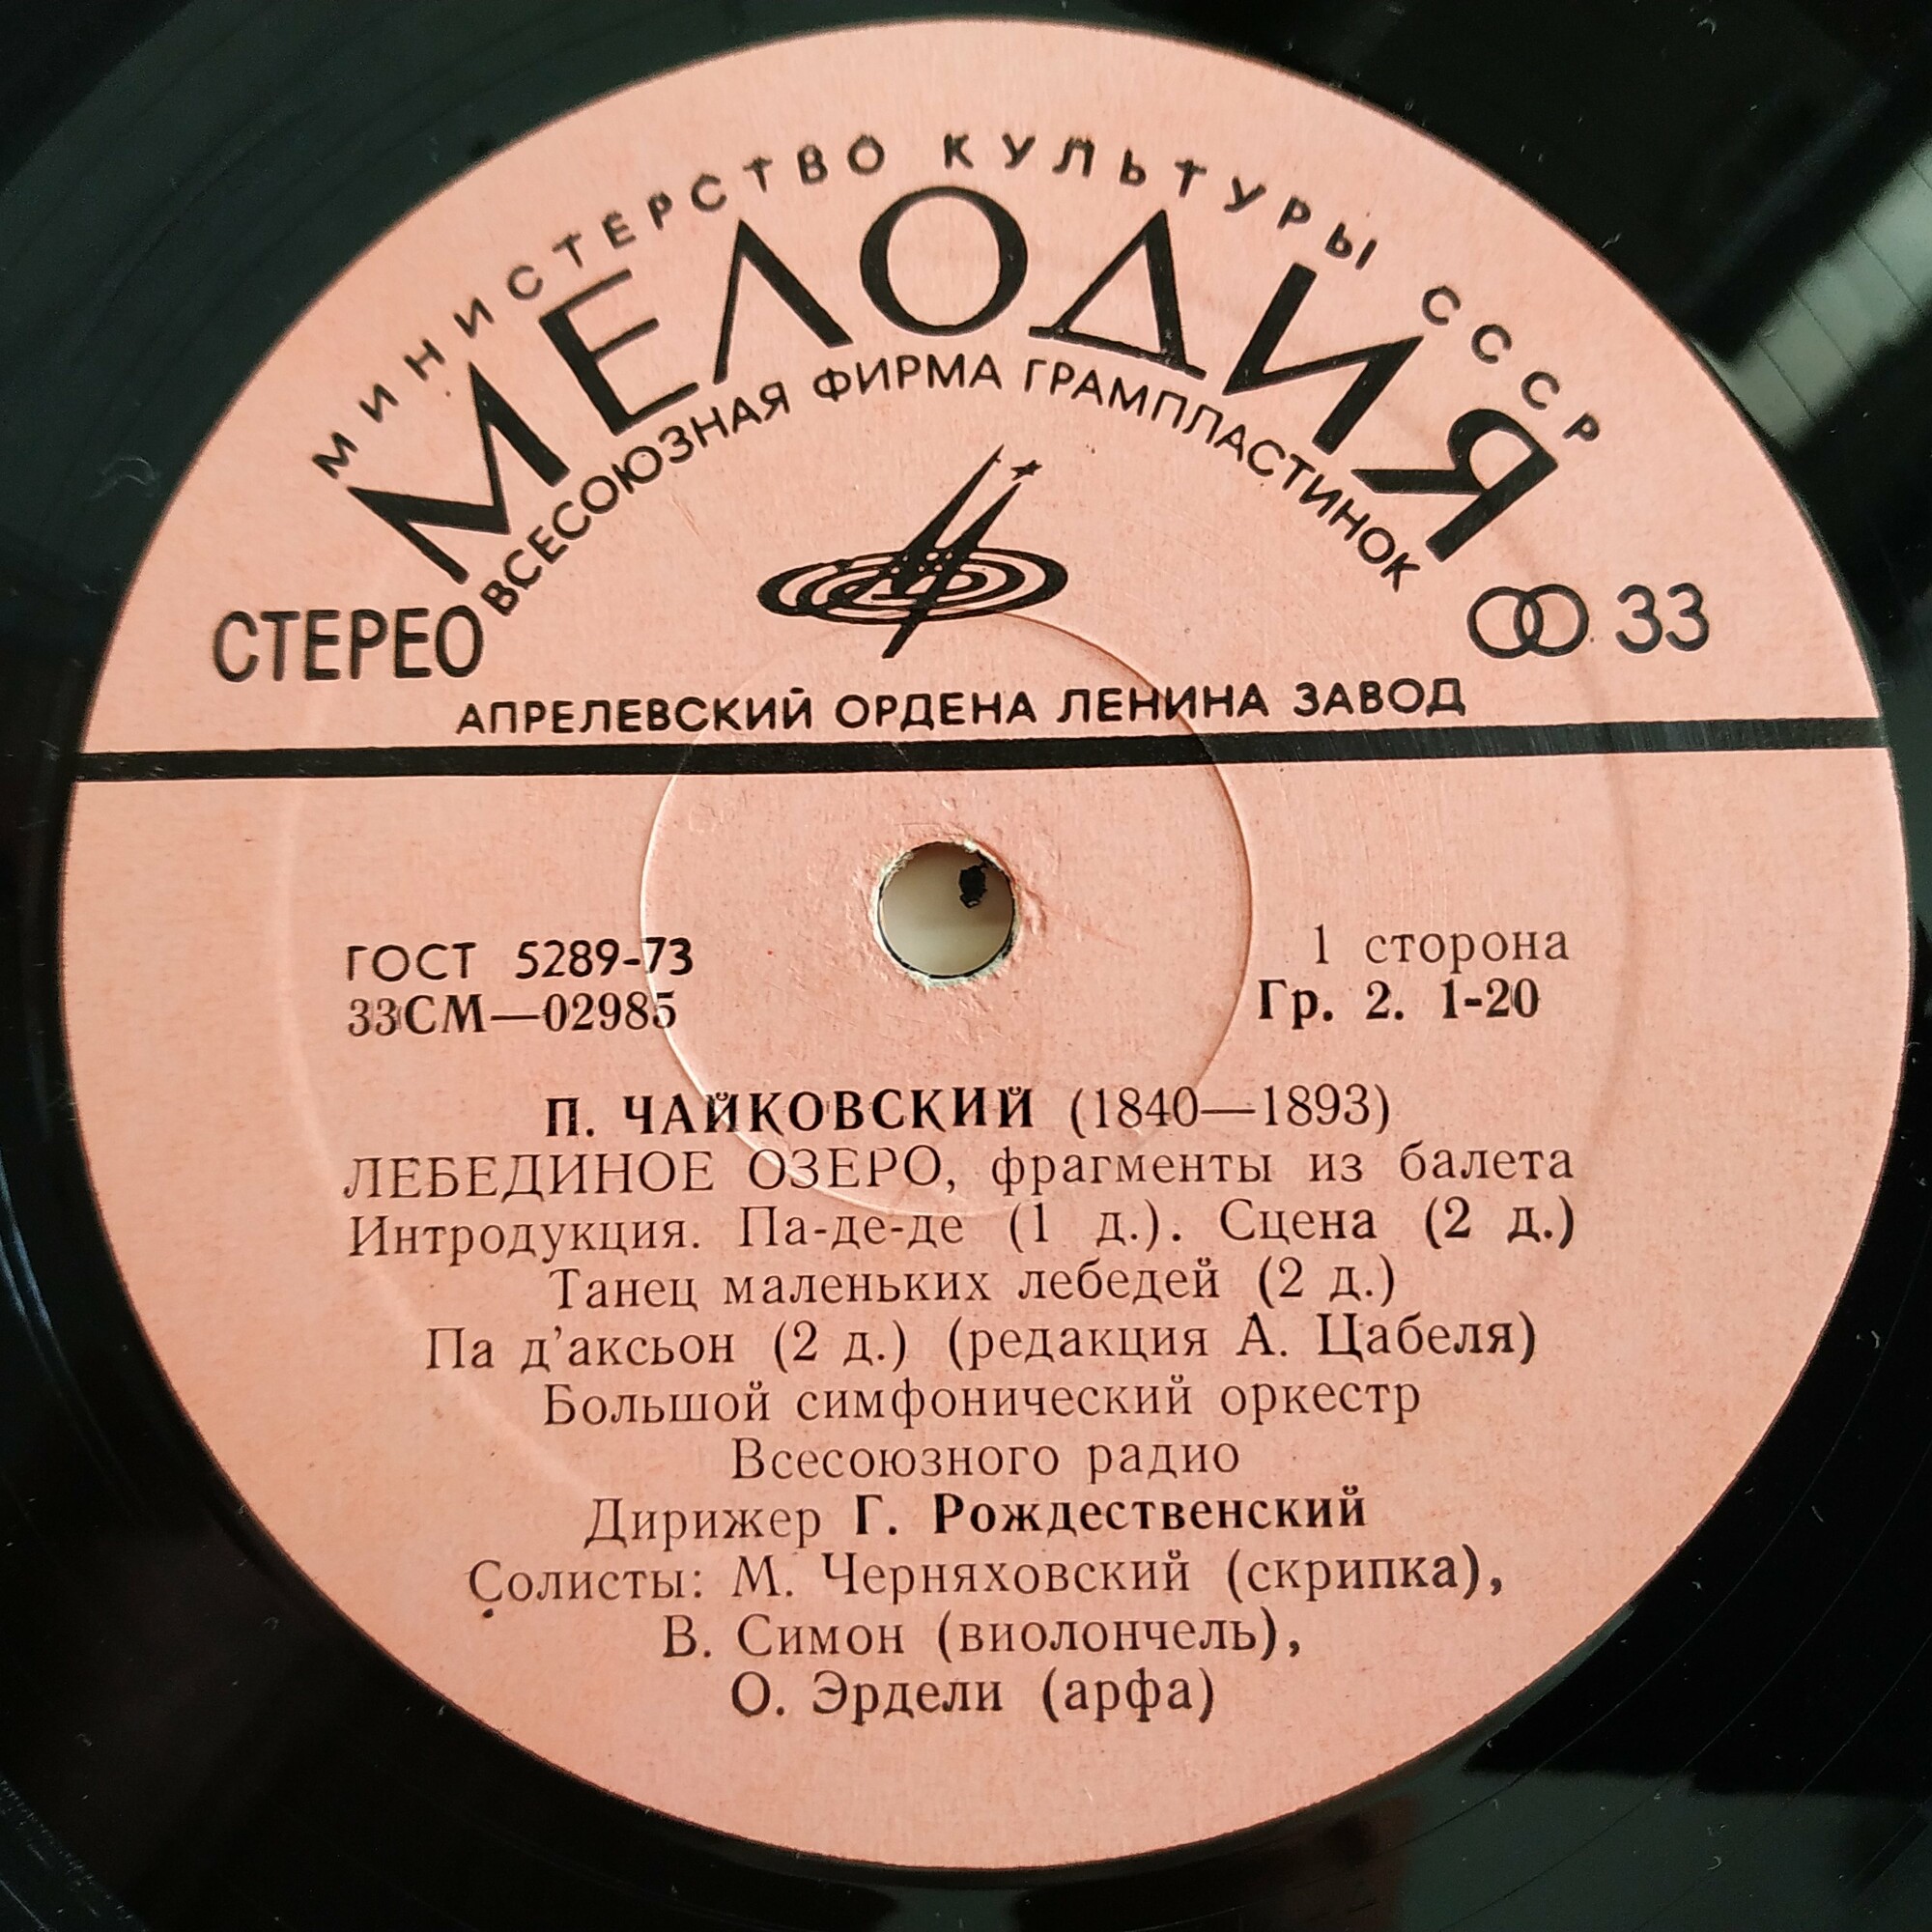 МИНИСТЕРСТВО КУЛЬТУРЫ СССР
МЕЛОДИЯ
ВСЕСОЮЗНАЯ ФИРМА ГРАМПЛАСТИНОК
СТЕРЕО
33
АПРЕЛЕВСКИЙ ОРДЕНА ЛЕНИНА ЗАВОД
ГОСТ 5289-73
33СМ—02985
1 сторона
Гр. 2. 1-20
П. ЧАЙКОВСКИЙ (1840—1893)
ЛЕБЕДИНОЕ ОЗЕРО, фрагменты из балета
Интродукция. Па-де-де (1 д.). Сцена (2 д.)
Танец маленьких лебедей (2 д.)
Па д'аксьон (2 д.) (редакция А. Цабеля)
Большой симфонический оркестр
Всесоюзного радио
Дирижер Г. Рождественский
Солисты: М. Черняховский (скрипка),
В. Симон (виолончель),
О. Эрдели (арфа)